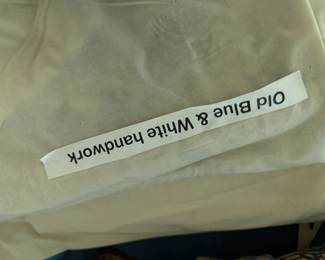 Old Blue & White handwork